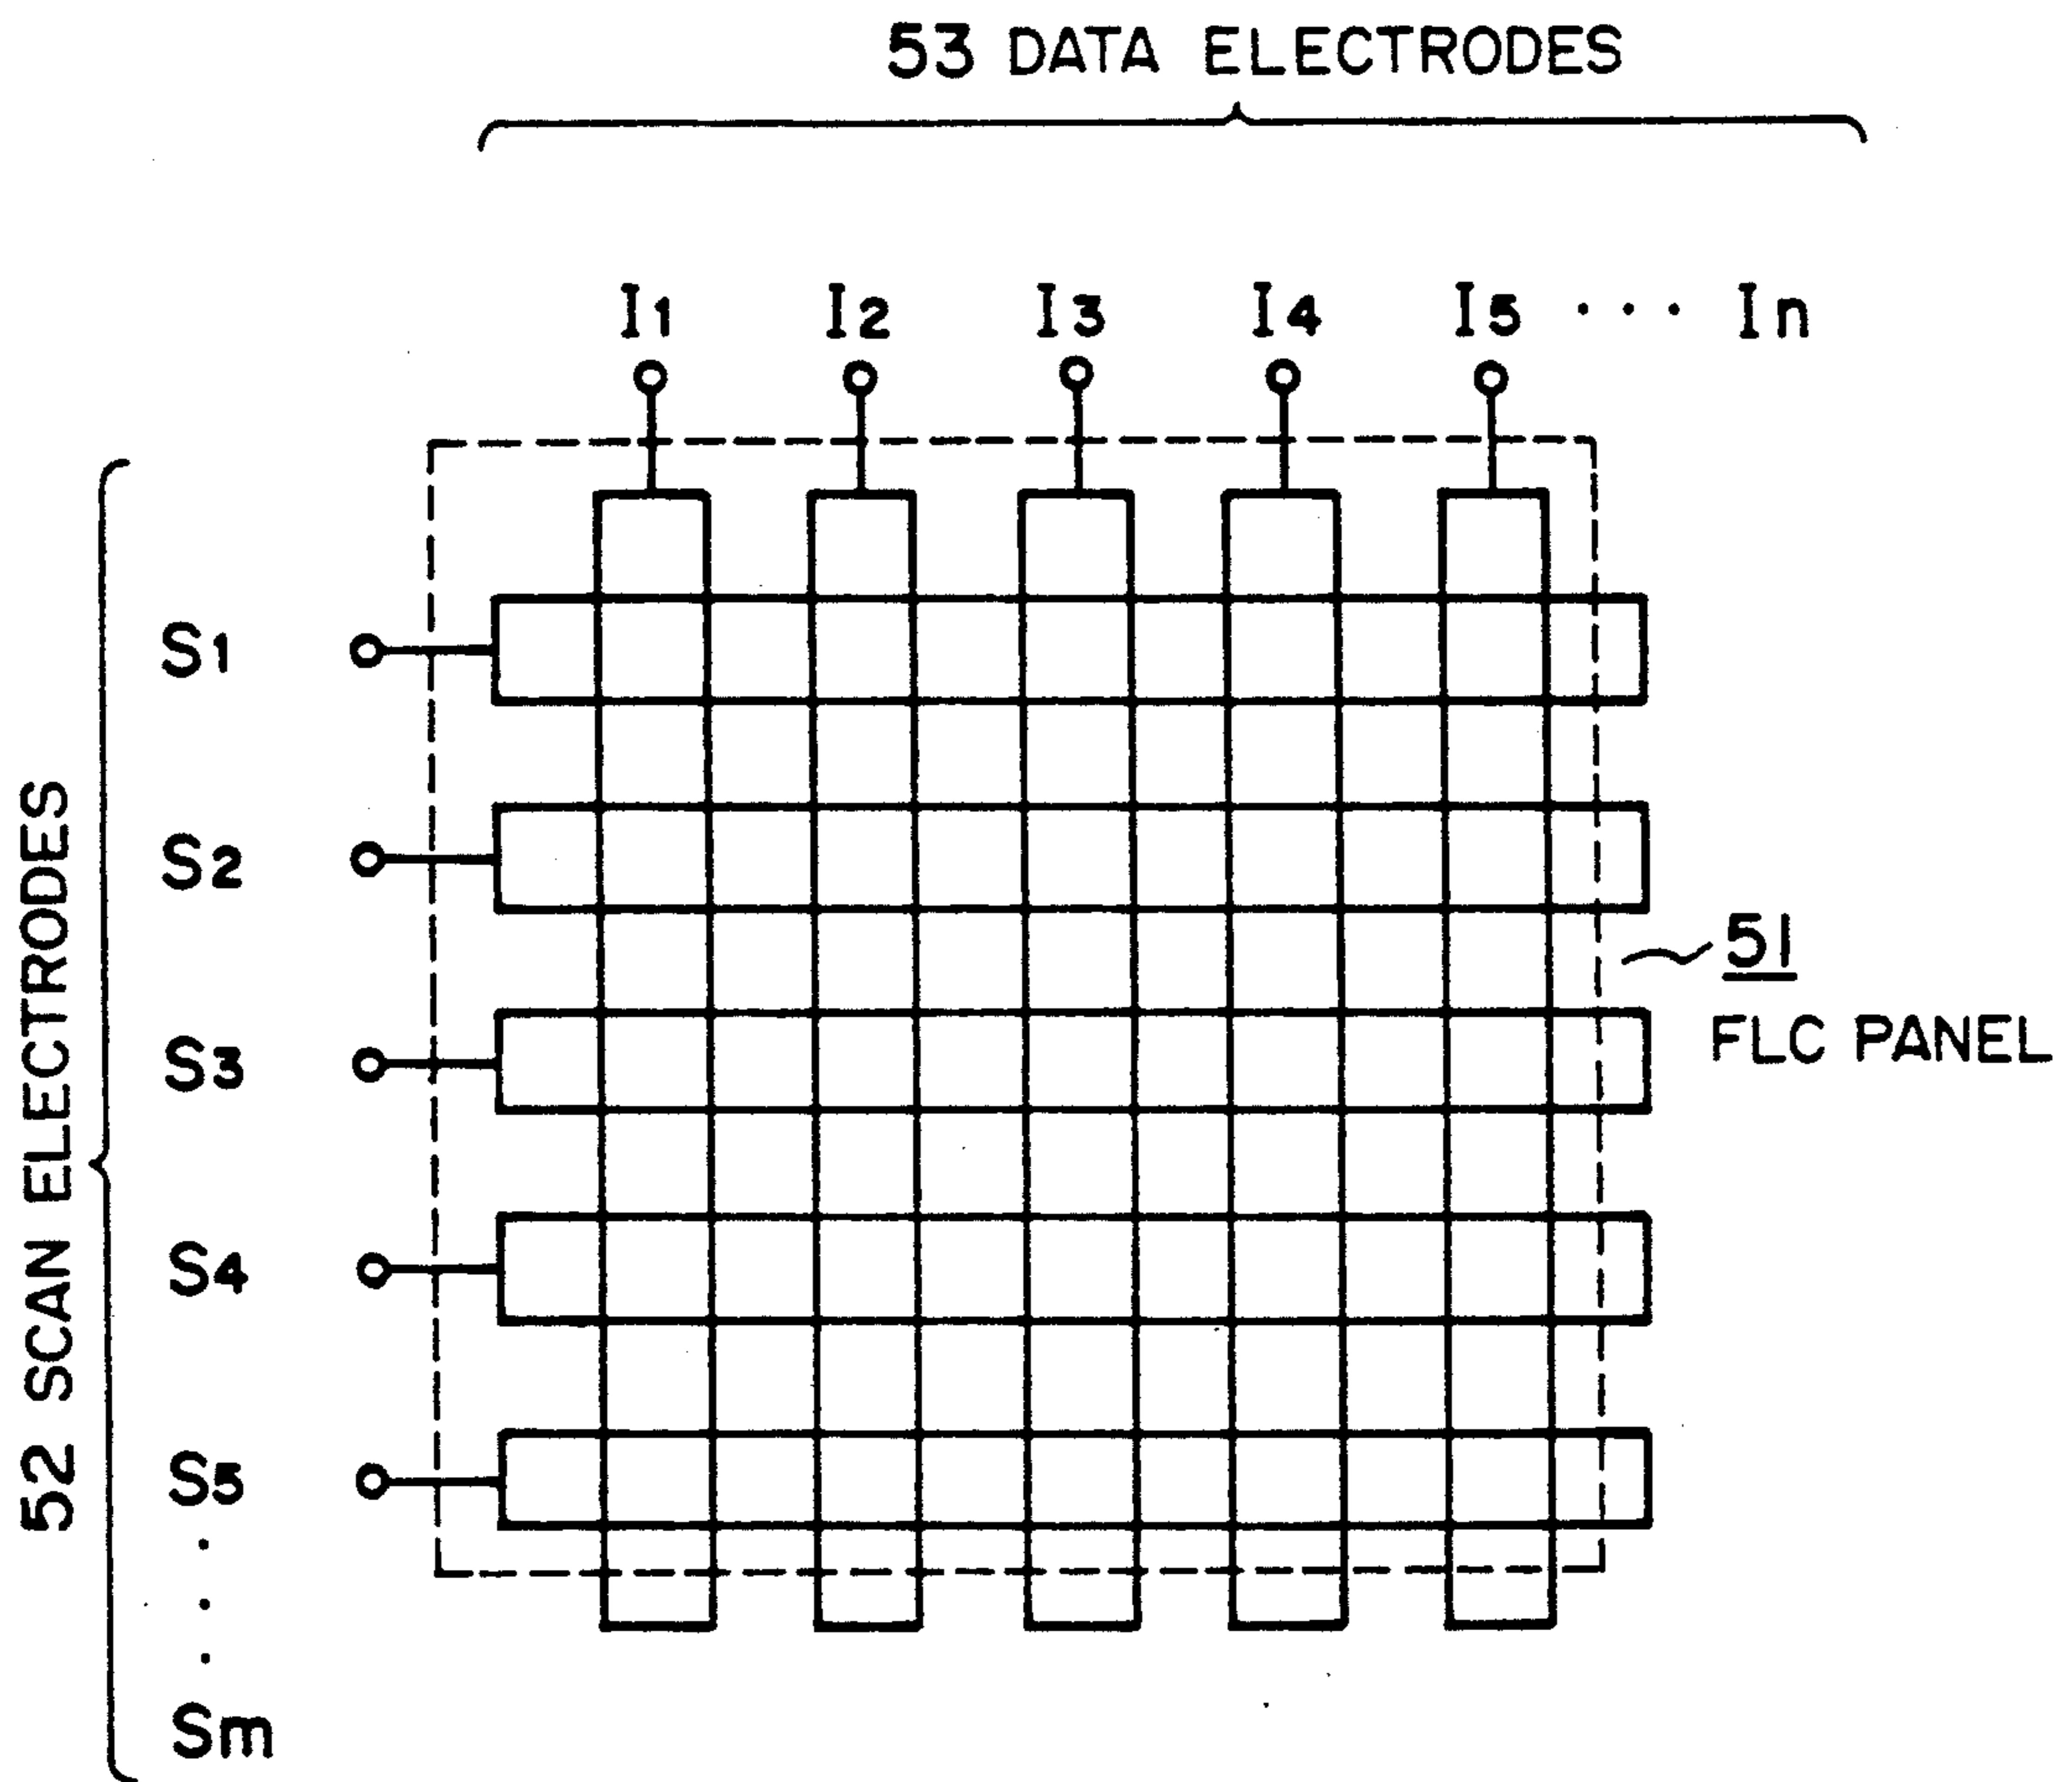 53 DATA ELECTRODES
I1 I2 I3 I4 I5 ··· In
52 SCAN ELECTRODES
S1
S2
S3
S4
S5
·
·
·
Sm
51
FLC PANEL